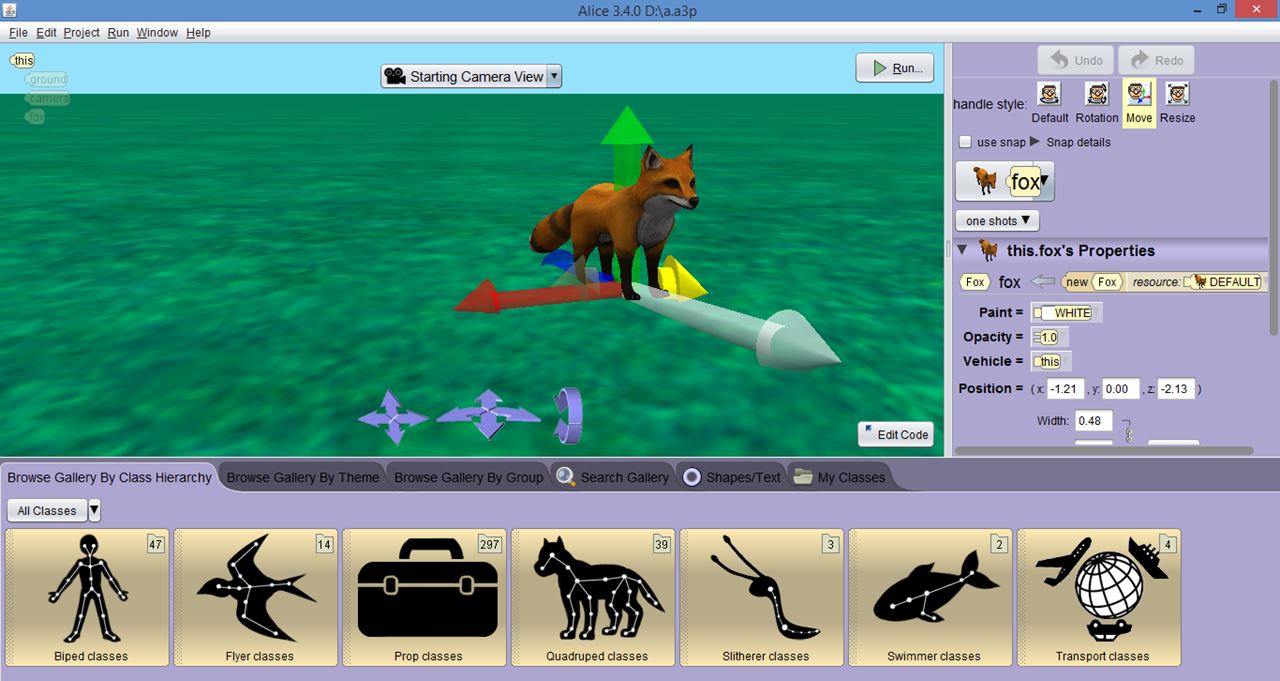 Alice 3.4.0 D:\a.a3p
File Edit Project Run Window Help
this
ground
camera
fox
Starting Camera View
Run...
Undo Redo
handle style:
Default Rotation Move Resize
use snap Snap details
fox
one shots
this.fox's Properties
Fox fox new Fox resource: DEFAULT
Paint = WHITE
Opacity = 1.0
Vehicle = this
Position = ( x: -1.21 , y: 0.00 , z: -2.13 )
Width: 0.48
Edit Code
Browse Gallery By Class Hierarchy Browse Gallery By Theme Browse Gallery By Group Search Gallery Shapes/Text My Classes
All Classes
47 14 297 39 3 2 4
Biped classes Flyer classes Prop classes Quadruped classes Slitherer classes Swimmer classes Transport classes